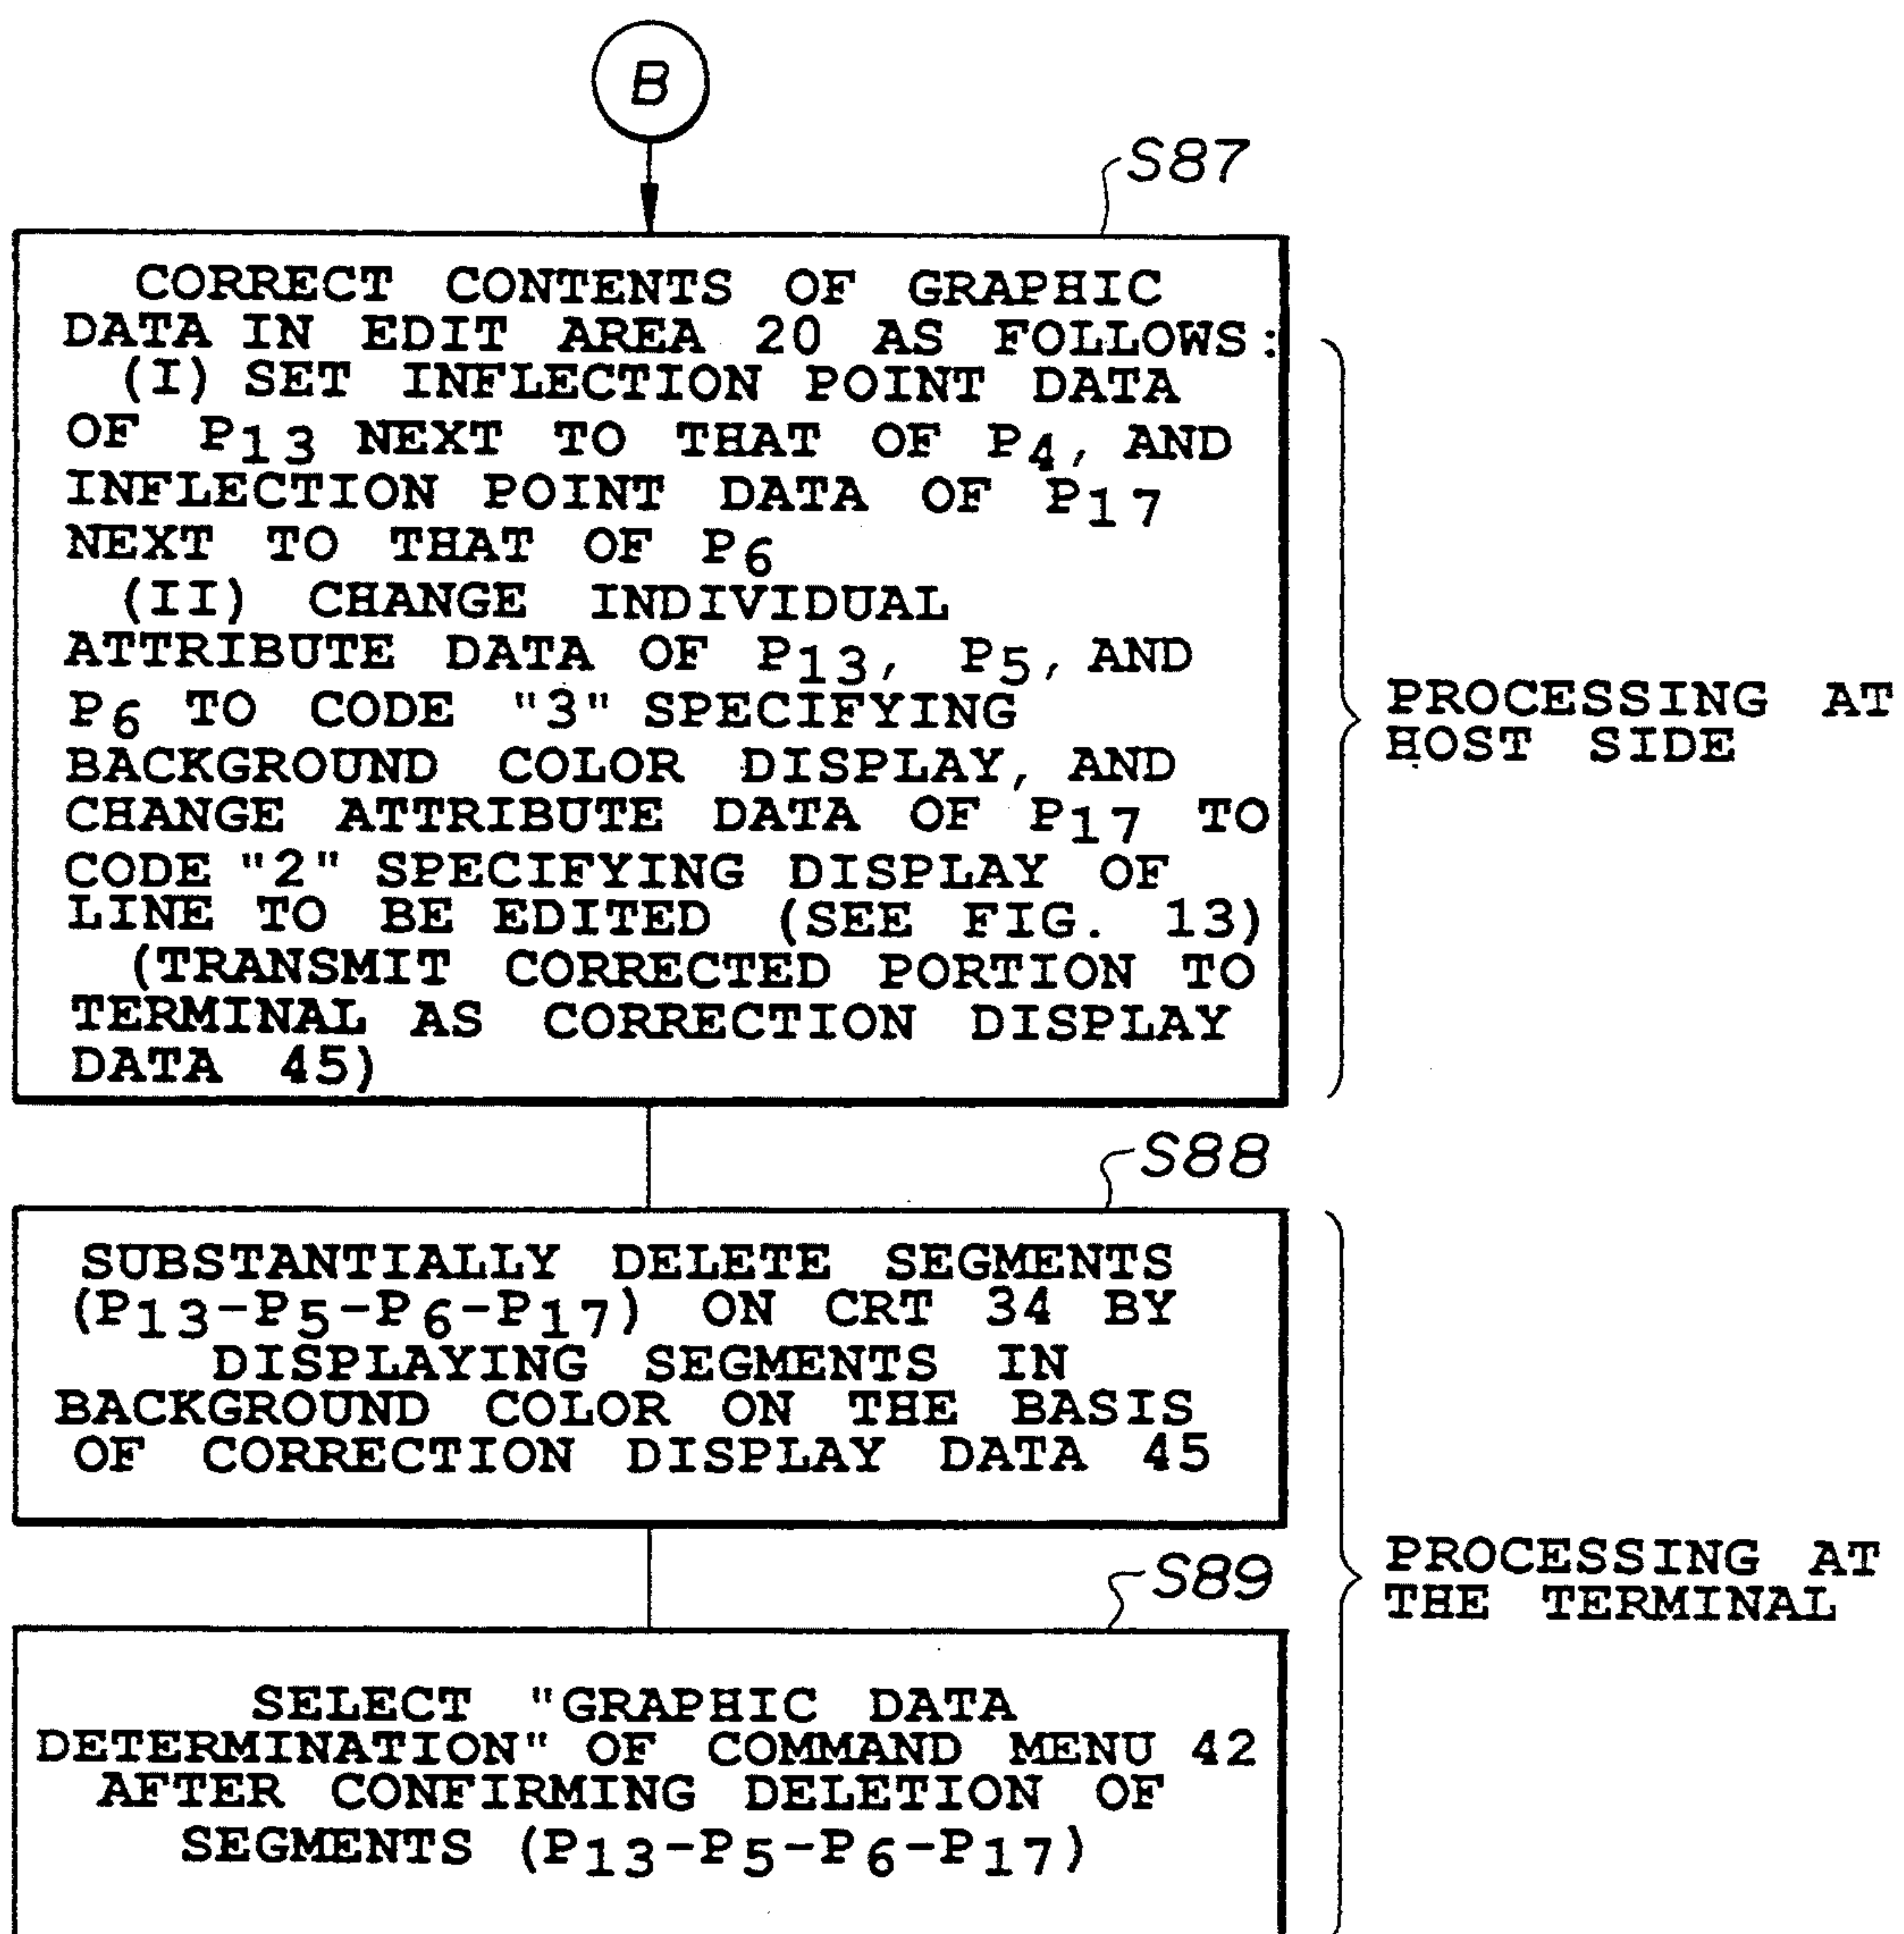 B
S87
CORRECT CONTENTS OF GRAPHIC
DATA IN EDIT AREA 20 AS FOLLOWS:
(I) SET INFLECTION POINT DATA
OF P13 NEXT TO THAT OF P4, AND
INFLECTION POINT DATA OF P17
NEXT TO THAT OF P6
(II) CHANGE INDIVIDUAL
ATTRIBUTE DATA OF P13, P5, AND
P6 TO CODE "3" SPECIFYING
BACKGROUND COLOR DISPLAY, AND
CHANGE ATTRIBUTE DATA OF P17 TO
CODE "2" SPECIFYING DISPLAY OF
LINE TO BE EDITED (SEE FIG. 13)
(TRANSMIT CORRECTED PORTION TO
TERMINAL AS CORRECTION DISPLAY
DATA 45)
PROCESSING AT
HOST SIDE
S88
SUBSTANTIALLY DELETE SEGMENTS
(P13-P5-P6-P17) ON CRT 34 BY
DISPLAYING SEGMENTS IN
BACKGROUND COLOR ON THE BASIS
OF CORRECTION DISPLAY DATA 45
S89
SELECT "GRAPHIC DATA
DETERMINATION" OF COMMAND MENU 42
AFTER CONFIRMING DELETION OF
SEGMENTS (P13-P5-P6-P17)
PROCESSING AT
THE TERMINAL